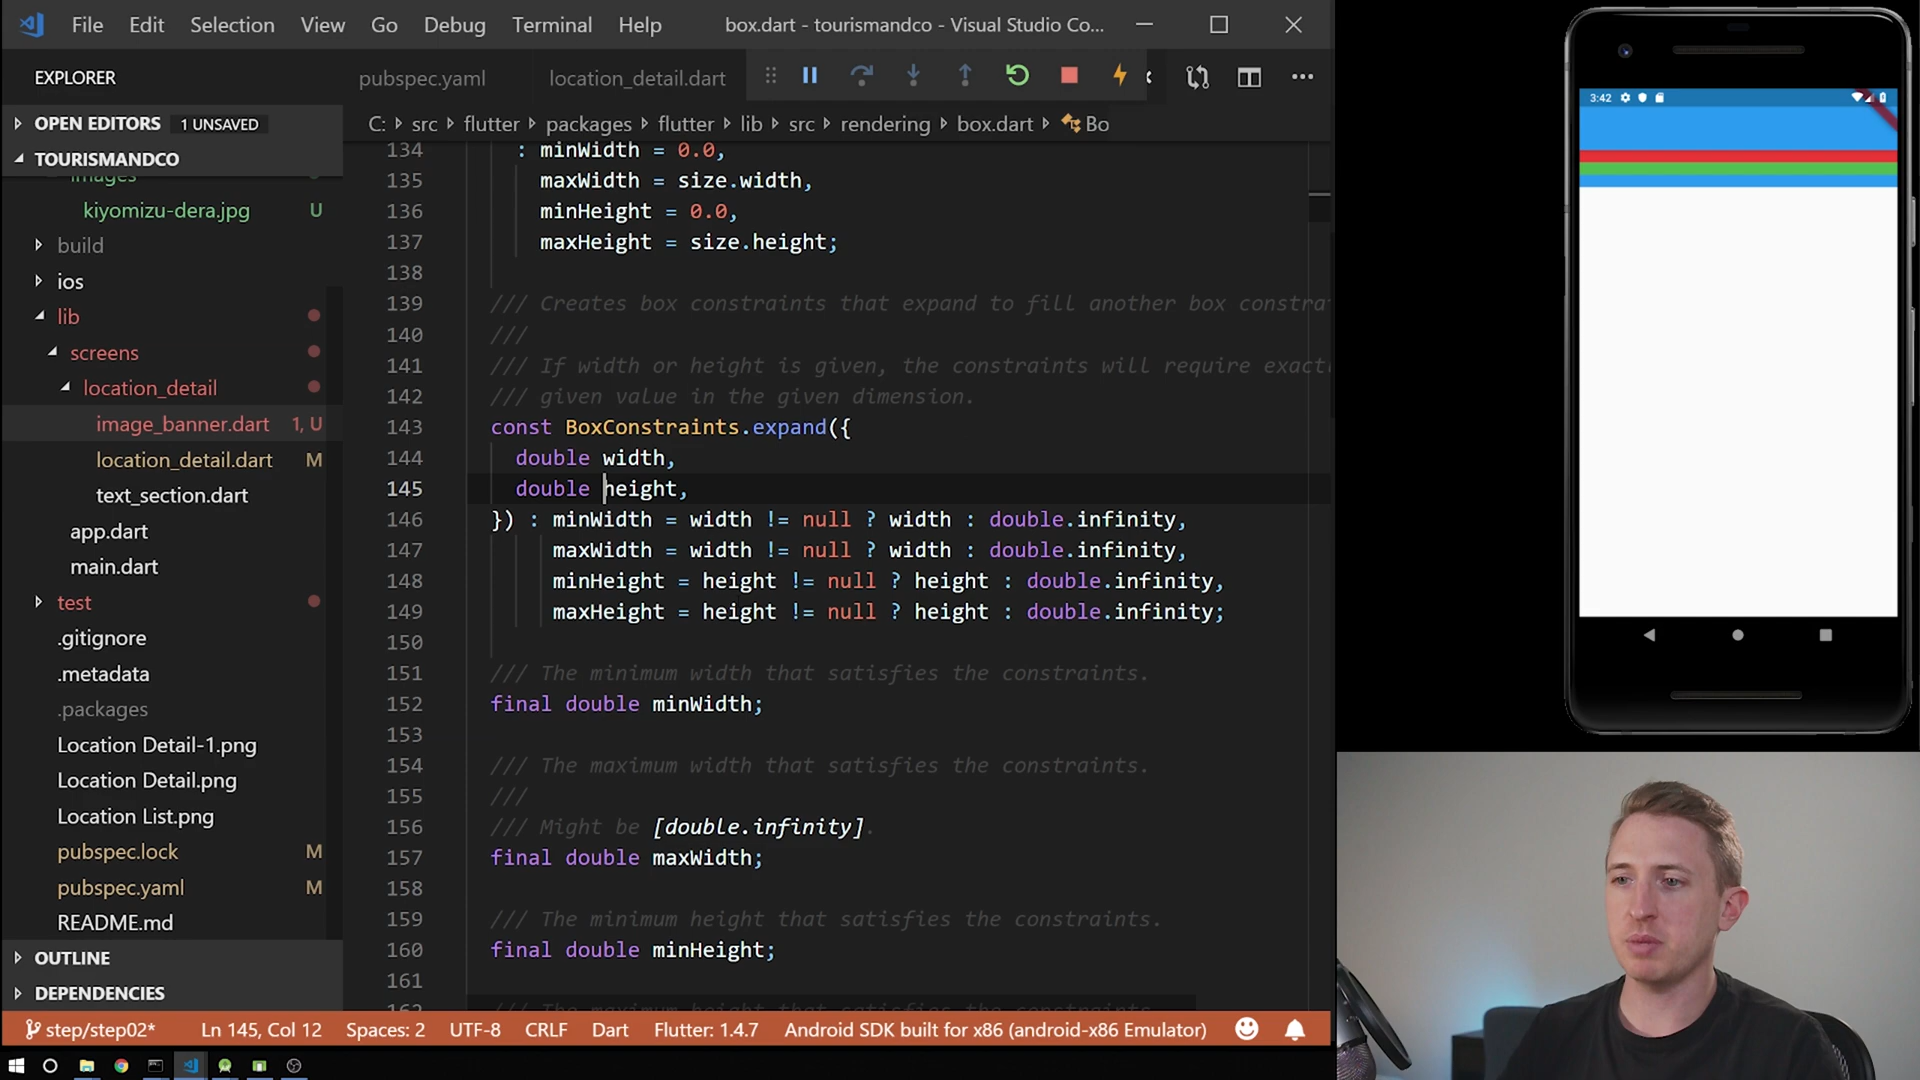 File Edit Selection View Go Debug Terminal Help
box.dart - tourismandco - Visual Studio Co...
EXPLORER
OPEN EDITORS 1 UNSAVED
TOURISMANDCO
images
kiyomizu-dera.jpg U
build
ios
lib
screens
location_detail
image_banner.dart 1, U
location_detail.dart M
text_section.dart
app.dart
main.dart
test
.gitignore
.metadata
.packages
Location Detail-1.png
Location Detail.png
Location List.png
pubspec.lock M
pubspec.yaml M
README.md
OUTLINE
DEPENDENCIES
pubspec.yaml location_detail.dart
C: src flutter packages flutter lib src rendering box.dart Bo
134 : minWidth = 0.0,
135 maxWidth = size.width,
136 minHeight = 0.0,
137 maxHeight = size.height;
138
139 /// Creates box constraints that expand to fill another box constra
140 ///
141 /// If width or height is given, the constraints will require exact
142 /// given value in the given dimension.
143 const BoxConstraints.expand({
144 double width,
145 double height,
146 }) : minWidth = width != null ? width : double.infinity,
147 maxWidth = width != null ? width : double.infinity,
148 minHeight = height != null ? height : double.infinity,
149 maxHeight = height != null ? height : double.infinity;
150
151 /// The minimum width that satisfies the constraints.
152 final double minWidth;
153
154 /// The maximum width that satisfies the constraints.
155 ///
156 /// Might be [double.infinity].
157 final double maxWidth;
158
159 /// The minimum height that satisfies the constraints.
160 final double minHeight;
161
162 /// The maximum height that satisfies the constraints.
step/step02* Ln 145, Col 12 Spaces: 2 UTF-8 CRLF Dart Flutter: 1.4.7 Android SDK built for x86 (android-x86 Emulator)
3:42